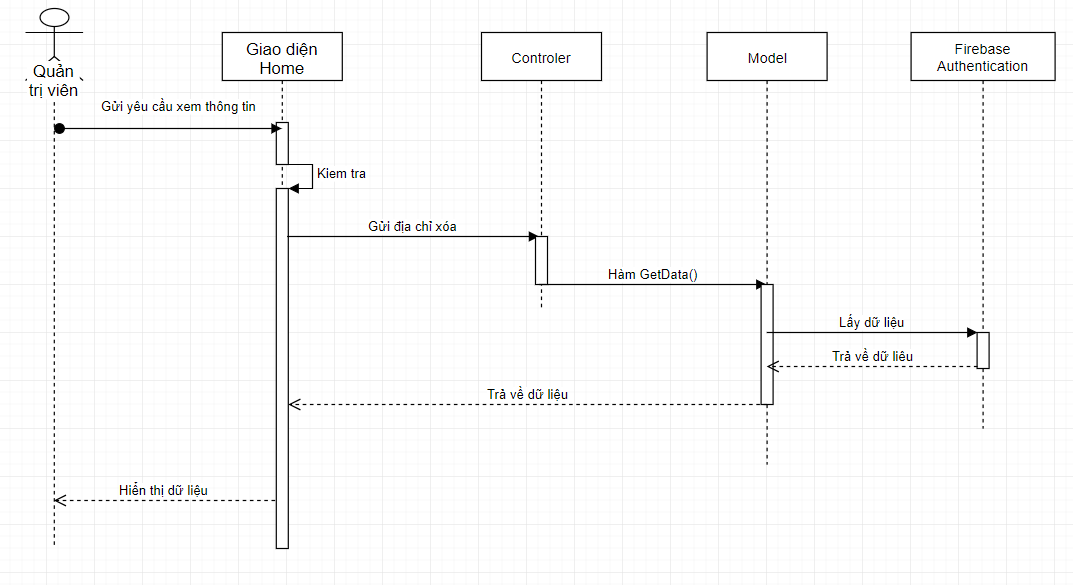 Quản
trị viên
Giao diện
Home
Controler
Model
Firebase
Authentication
Gửi yêu cầu xem thông tin
Kiem tra
Gửi địa chỉ xóa
Hàm GetData()
Lấy dữ liệu
Trả về dữ liêu
Trả về dữ liệu
Hiển thị dữ liệu